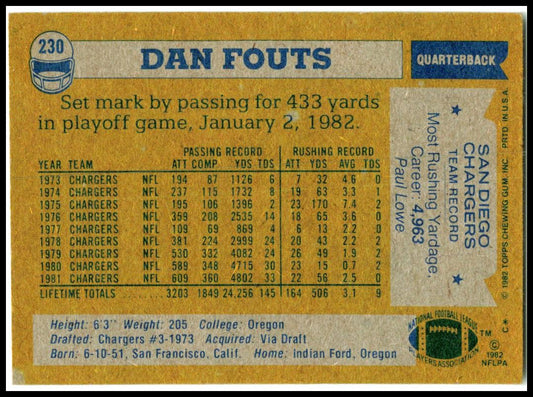 230
DAN FOUTS
QUARTERBACK
Set mark by passing for 433 yards
in playoff game, January 2, 1982.
PASSING RECORD RUSHING RECORD
YEAR TEAM ATT COMP YDS TDS ATT YDS AVG TDS
1973 CHARGERS NFL 194 87 1126 6 7 32 4.6 0
1974 CHARGERS NFL 237 115 1732 8 19 63 3.3 1
1975 CHARGERS NFL 195 106 1396 2 23 170 7.4 2
1976 CHARGERS NFL 359 208 2535 14 18 65 3.6 0
1977 CHARGERS NFL 109 69 869 4 6 13 2.2 0
1978 CHARGERS NFL 381 224 2999 24 20 43 2.2 2
1979 CHARGERS NFL 530 332 4082 24 26 49 1.9 2
1980 CHARGERS NFL 589 348 4715 30 23 15 0.7 2
1981 CHARGERS NFL 609 360 4802 33 22 56 2.5 0
LIFETIME TOTALS 3203 1849 24,256 145 164 506 3.1 9
SAN DIEGO
CHARGERS
TEAM RECORD
Most Rushing Yardage,
Career: 4,963
Paul Lowe
© 1982 TOPPS CHEWING GUM, INC. PRTD. IN U.S.A.
Height: 6'3" Weight: 205 College: Oregon
Drafted: Chargers #3-1973 Acquired: Via Draft
Born: 6-10-51, San Francisco, Calif. Home: Indian Ford, Oregon
NATIONAL FOOTBALL LEAGUE
PLAYERS ASSOCIATION
TM
C*
©
1982
NFLPA